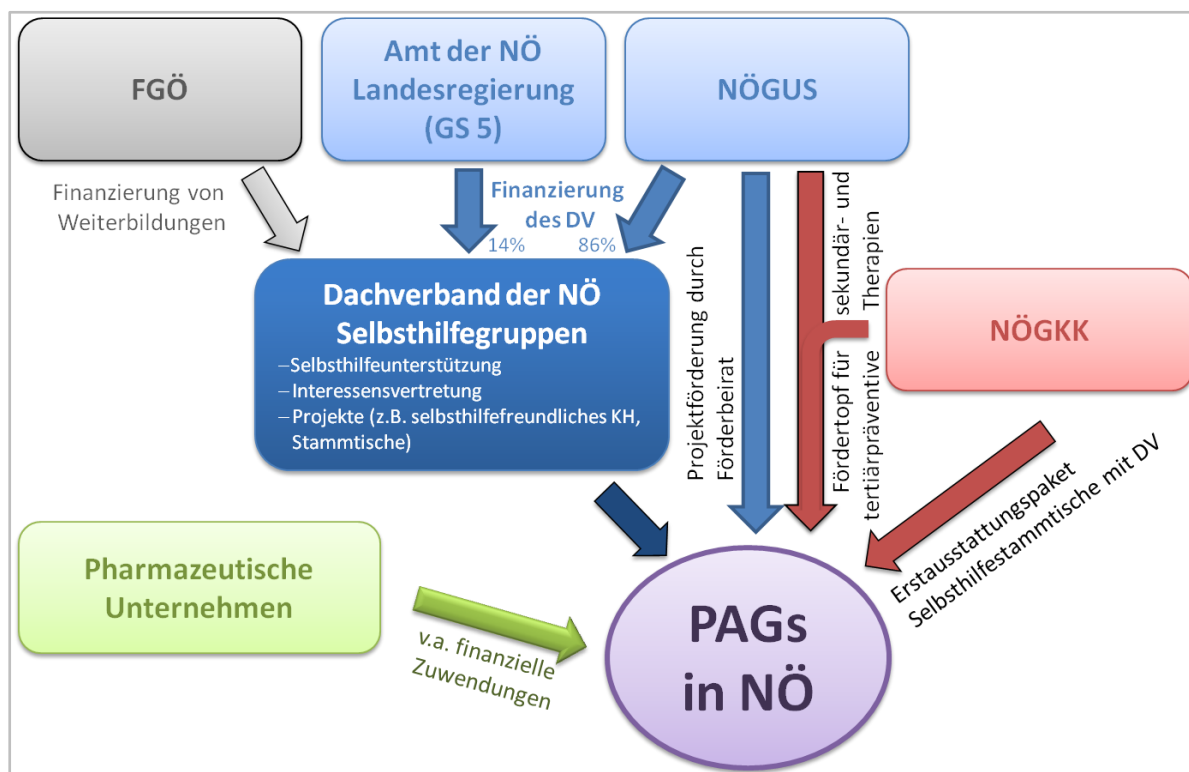 FGÖ
Amt der NÖ
Landesregierung
(GS 5)
NÖGUS
Finanzierung von
Weiterbildungen
Finanzierung
des DV
14%
86%
Dachverband der NÖ
Selbsthilfegruppen
–Selbsthilfeunterstützung
–Interessensvertretung
–Projekte (z.B. selbsthilfefreundliches KH,
Stammtische)
Projektförderung durch
Förderbeirat
Fördertopf für sekundär- und
tertiärpräventive Therapien
NÖGKK
Erstausstattungspaket
Selbsthilfestammtische mit DV
Pharmazeutische
Unternehmen
v.a. finanzielle
Zuwendungen
PAGs
in NÖ